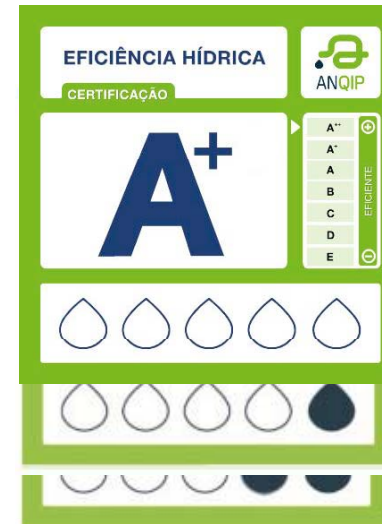 EFICIÊNCIA HÍDRICA
CERTIFICAÇÃO
ANQIP
A+
A++
A+
A
B
C
D
E
EFICIENTE